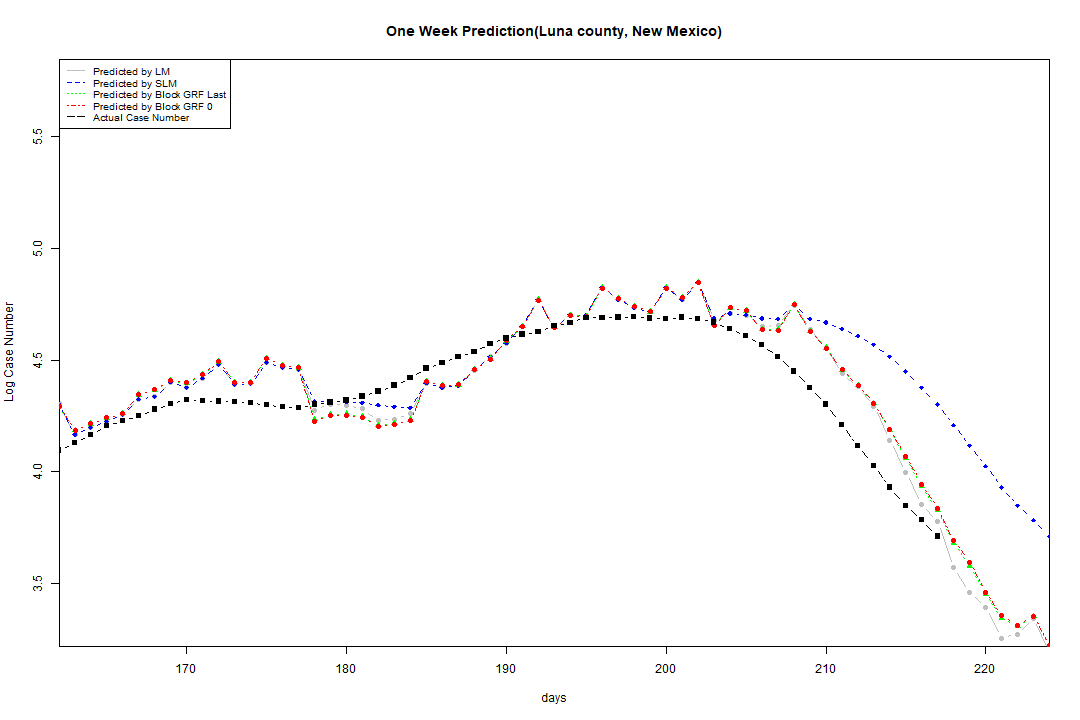 One Week Prediction(Luna county, New Mexico)
Predicted by LM
Predicted by SLM
Predicted by Block GRF Last
Predicted by Block GRF 0
Actual Case Number
5.5
5.0
4.5
4.0
3.5
Log Case Number
170 180 190 200 210 220
days